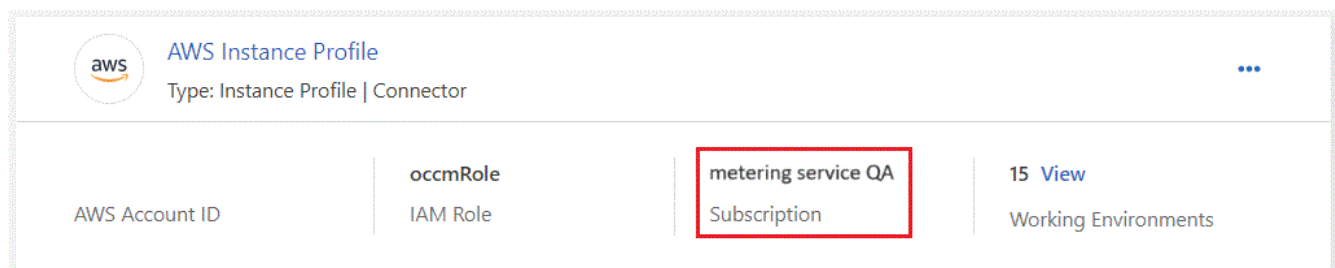 aws
AWS Instance Profile
Type: Instance Profile | Connector
AWS Account ID
occmRole
IAM Role
metering service QA
Subscription
15 View
Working Environments